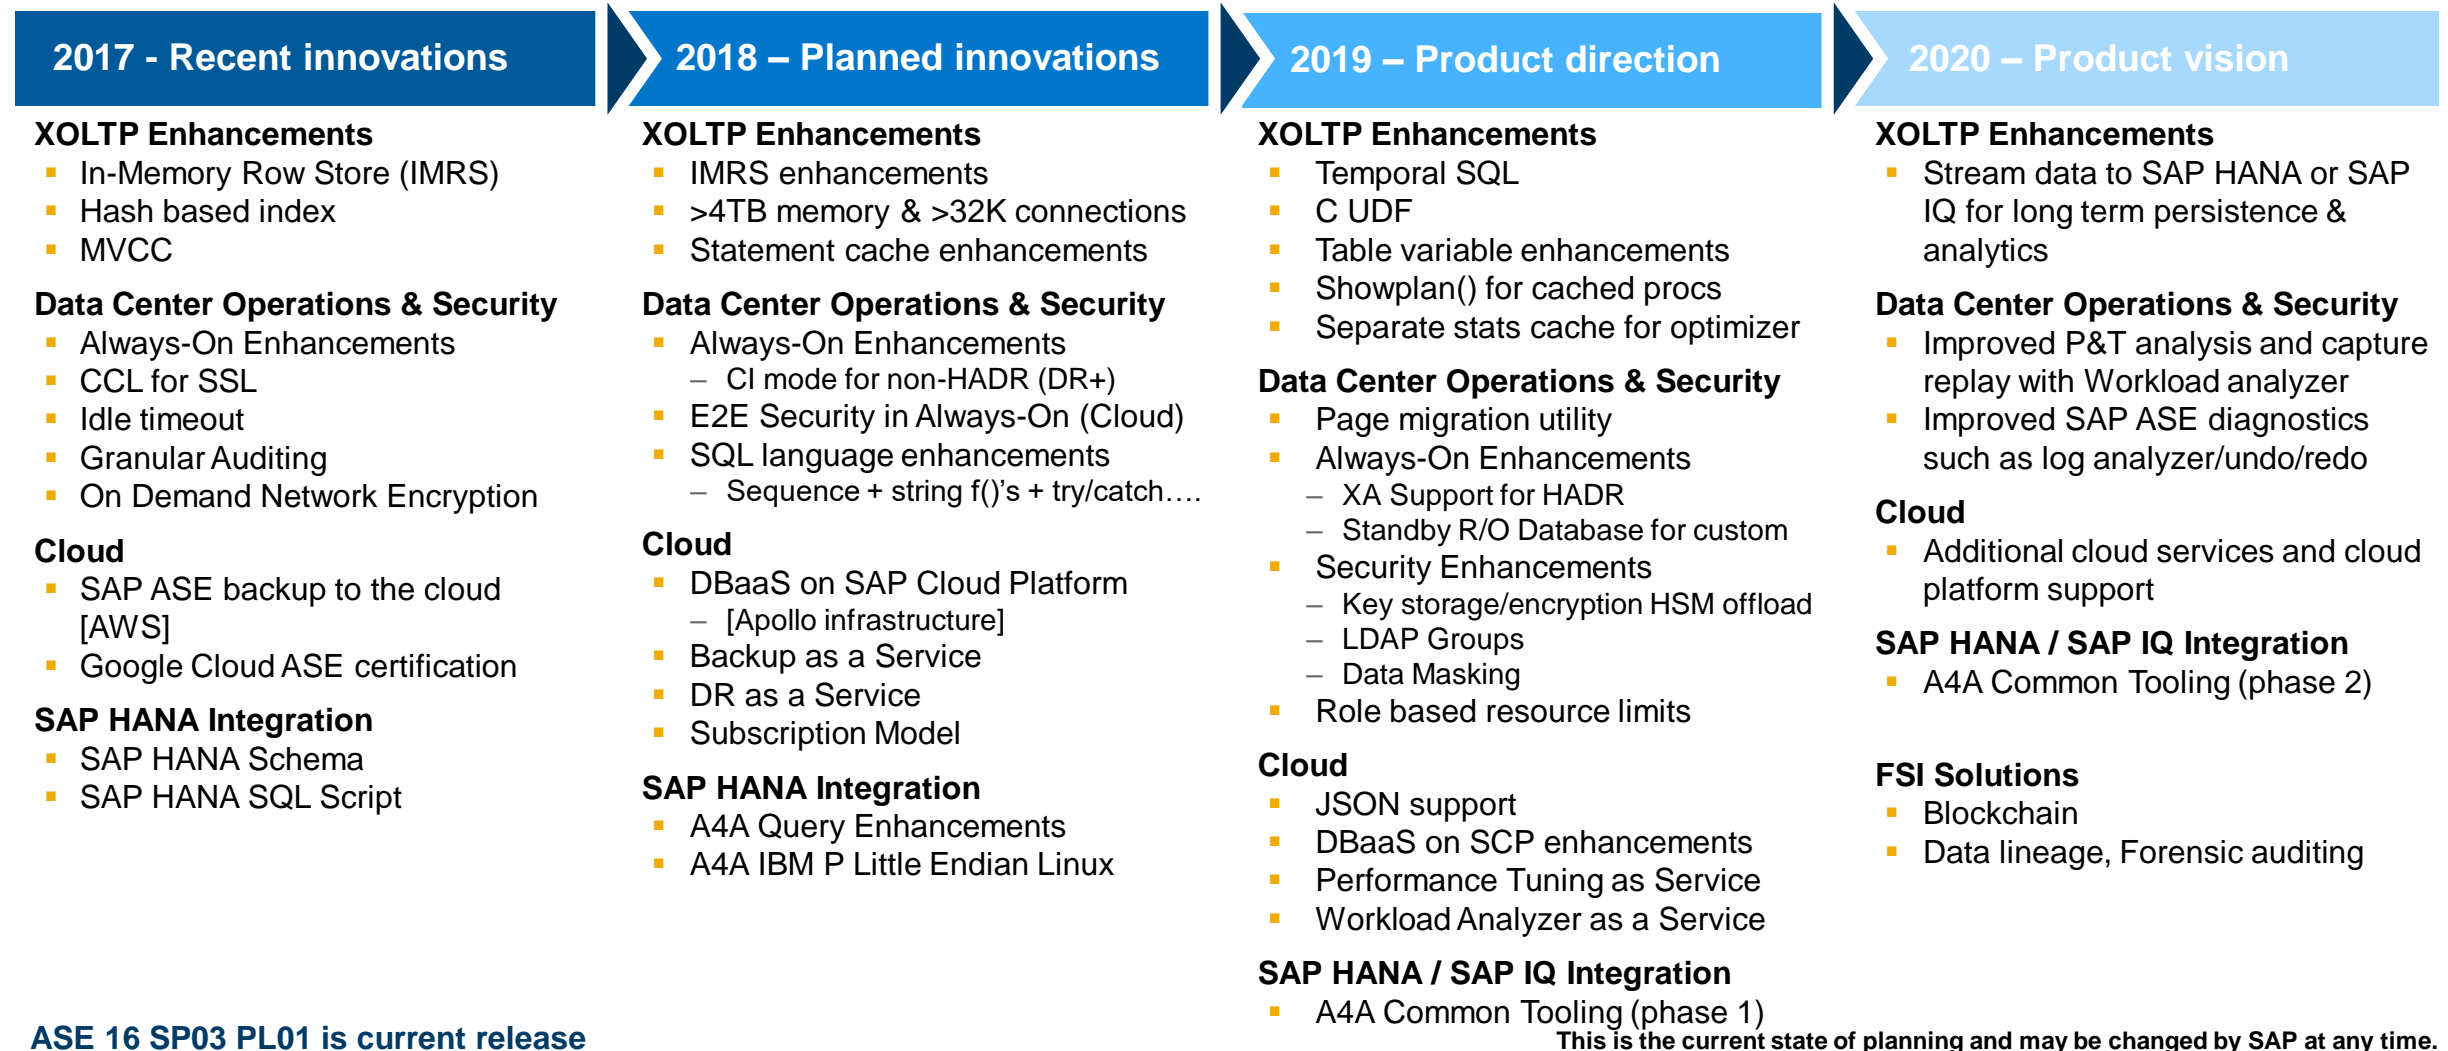 2017 - Recent innovations
XOLTP Enhancements
▪ In-Memory Row Store (IMRS)
▪ Hash based index
▪ MVCC
Data Center Operations & Security
▪ Always-On Enhancements
▪ CCL for SSL
▪ Idle timeout
▪ Granular Auditing
▪ On Demand Network Encryption
Cloud
▪ SAP ASE backup to the cloud
[AWS]
▪ Google Cloud ASE certification
SAP HANA Integration
▪ SAP HANA Schema
▪ SAP HANA SQL Script
2018 – Planned innovations
XOLTP Enhancements
▪ IMRS enhancements
▪ >4TB memory & >32K connections
▪ Statement cache enhancements
Data Center Operations & Security
▪ Always-On Enhancements
– CI mode for non-HADR (DR+)
▪ E2E Security in Always-On (Cloud)
▪ SQL language enhancements
– Sequence + string f()’s + try/catch….
Cloud
▪ DBaaS on SAP Cloud Platform
– [Apollo infrastructure]
▪ Backup as a Service
▪ DR as a Service
▪ Subscription Model
SAP HANA Integration
▪ A4A Query Enhancements
▪ A4A IBM P Little Endian Linux
2019 – Product direction
XOLTP Enhancements
▪ Temporal SQL
▪ C UDF
▪ Table variable enhancements
▪ Showplan() for cached procs
▪ Separate stats cache for optimizer
Data Center Operations & Security
▪ Page migration utility
▪ Always-On Enhancements
– XA Support for HADR
– Standby R/O Database for custom
▪ Security Enhancements
– Key storage/encryption HSM offload
– LDAP Groups
– Data Masking
▪ Role based resource limits
Cloud
▪ JSON support
▪ DBaaS on SCP enhancements
▪ Performance Tuning as Service
▪ Workload Analyzer as a Service
SAP HANA / SAP IQ Integration
▪ A4A Common Tooling (phase 1)
2020 – Product vision
XOLTP Enhancements
▪ Stream data to SAP HANA or SAP
IQ for long term persistence &
analytics
Data Center Operations & Security
▪ Improved P&T analysis and capture
replay with Workload analyzer
▪ Improved SAP ASE diagnostics
such as log analyzer/undo/redo
Cloud
▪ Additional cloud services and cloud
platform support
SAP HANA / SAP IQ Integration
▪ A4A Common Tooling (phase 2)
FSI Solutions
▪ Blockchain
▪ Data lineage, Forensic auditing
ASE 16 SP03 PL01 is current release
This is the current state of planning and may be changed by SAP at any time.